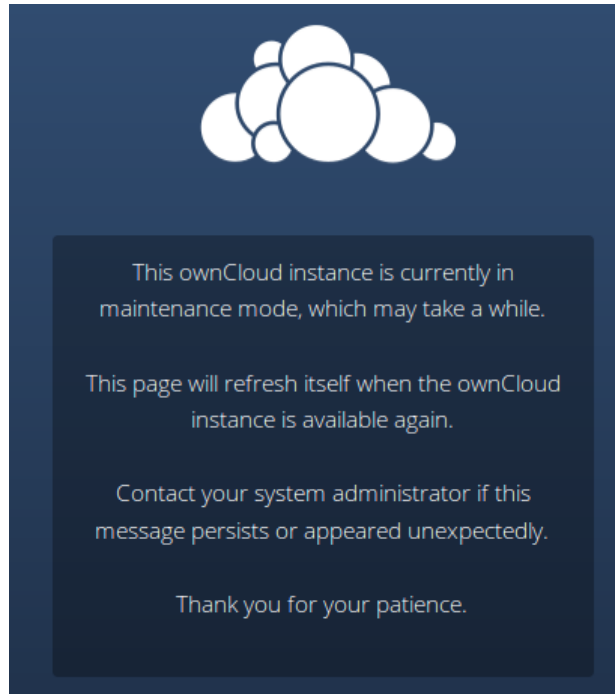 This ownCloud instance is currently in
maintenance mode, which may take a while.
This page will refresh itself when the ownCloud
instance is available again.
Contact your system administrator if this
message persists or appeared unexpectedly.
Thank you for your patience.